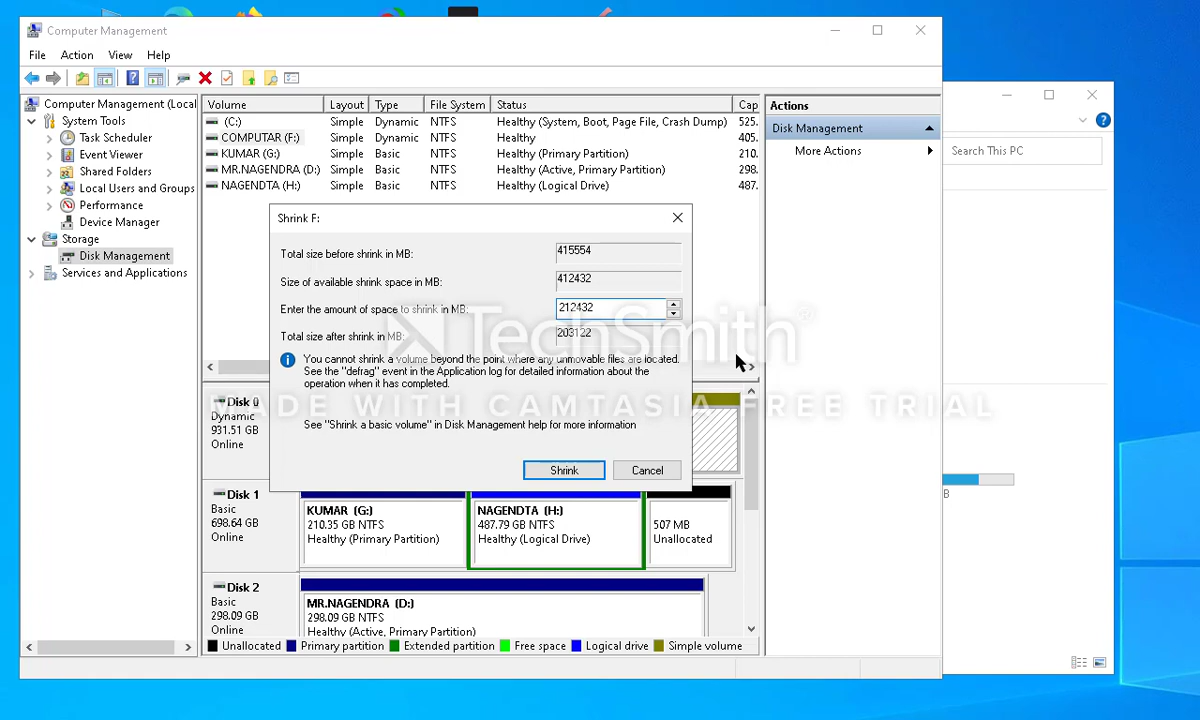 Computer Management
File Action View Help
Computer Management (Local
System Tools
Task Scheduler
Event Viewer
Shared Folders
Local Users and Groups
Performance
Device Manager
Storage
Disk Management
Services and Applications
Volume Layout Type File System Status Cap
(C:) Simple Dynamic NTFS Healthy (System, Boot, Page File, Crash Dump) 525.
COMPUTAR (F:) Simple Dynamic NTFS Healthy 405.
KUMAR (G:) Simple Basic NTFS Healthy (Primary Partition) 210.
MR.NAGENDRA (D:) Simple Basic NTFS Healthy (Active, Primary Partition) 298.
NAGENDTA (H:) Simple Basic NTFS Healthy (Logical Drive) 487.
Actions
Disk Management
More Actions
Search This PC
Shrink F:
Total size before shrink in MB: 415554
Size of available shrink space in MB: 412432
Enter the amount of space to shrink in MB: 212432
Total size after shrink in MB: 203122
You cannot shrink a volume beyond the point where any unmovable files are located.
See the "defrag" event in the Application log for detailed information about the
operation when it has completed.
See "Shrink a basic volume" in Disk Management help for more information
Shrink Cancel
TechSmith®
MADE WITH CAMTASIA FREE TRIAL
Disk 0
Dynamic
931.51 GB
Online
Disk 1
Basic
698.64 GB
Online
KUMAR (G:)
210.35 GB NTFS
Healthy (Primary Partition)
NAGENDTA (H:)
487.79 GB NTFS
Healthy (Logical Drive)
507 MB
Unallocated
Disk 2
Basic
298.09 GB
Online
MR.NAGENDRA (D:)
298.09 GB NTFS
Healthy (Active, Primary Partition)
Unallocated Primary partition Extended partition Free space Logical drive Simple volume
B